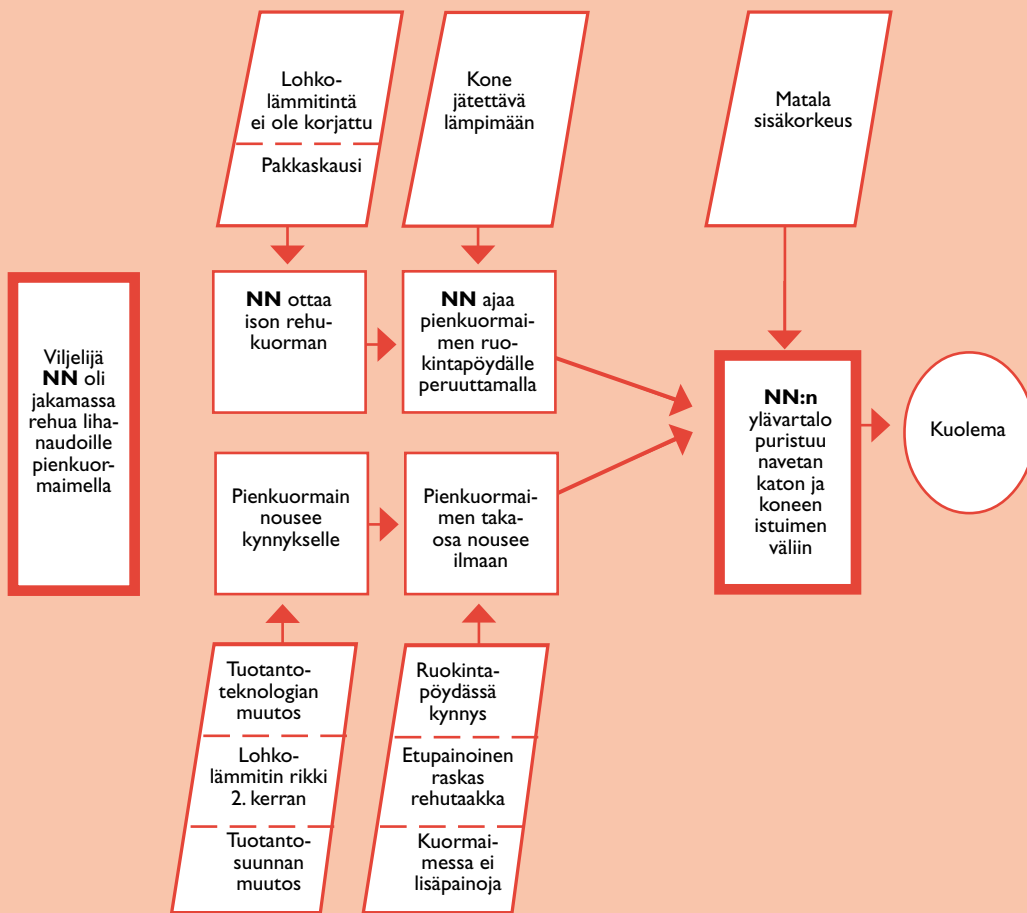 Lohko-
lämmitintä
ei ole korjattu
Pakkaskausi
Kone
jätettävä
lämpimään
Matala
sisäkorkeus
Viljelijä
NN oli
jakamassa
rehua liha-
naudoille
pienkuor-
maimella
NN ottaa
ison rehu-
kuorman
NN ajaa
pienkuormai-
men ruo-
kintapöydälle
peruuttamalla
Pienkuormain
nousee
kynnykselle
Pienkuormai-
men taka-
osa nousee
ilmaan
NN:n
ylävartalo
puristuu
navetan
katon ja
koneen
istuimen
väliin
Kuolema
Tuotanto-
teknologian
muutos
Lohko-
lämmitin rikki
2. kerran
Tuotanto-
suunnan
muutos
Ruokinta-
pöydässä
kynnys
Etupainoinen
raskas
rehutaakka
Kuormai-
messa ei
lisäpainoja